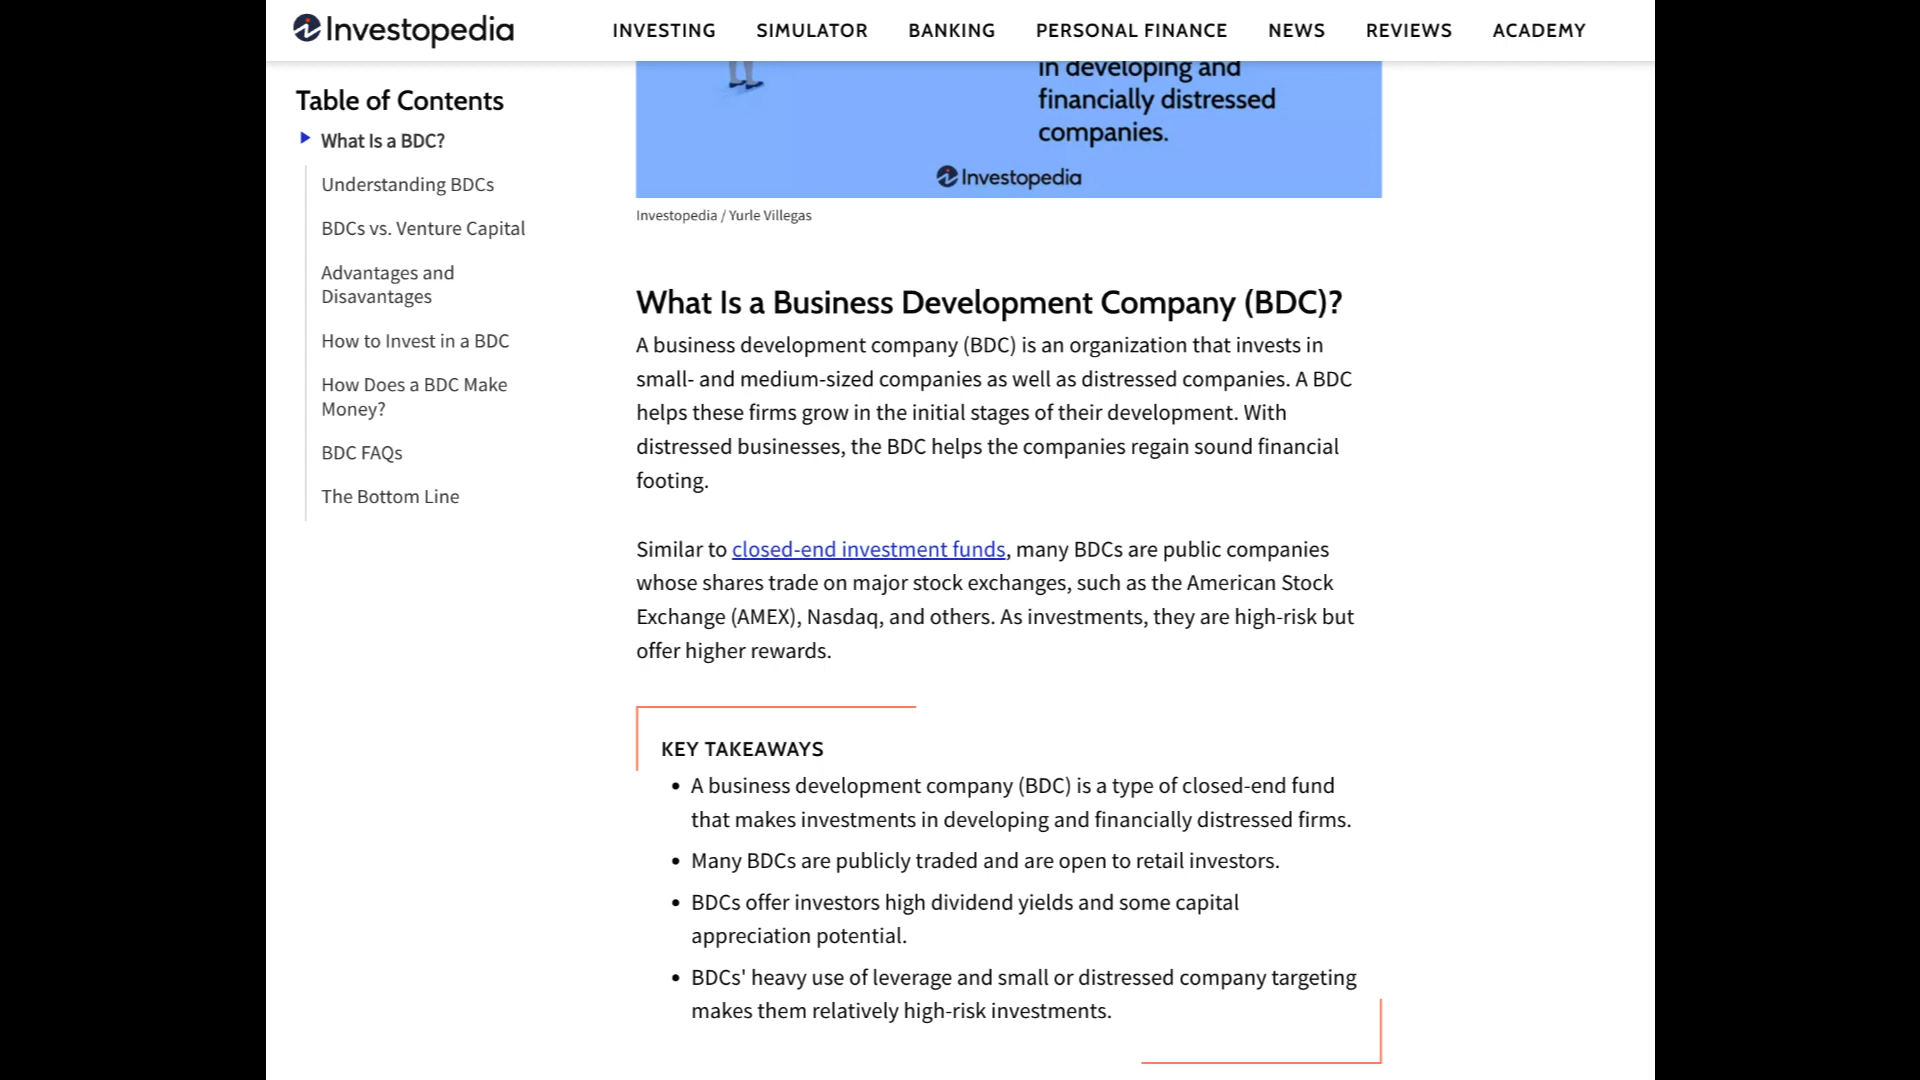 Investopedia
INVESTING SIMULATOR BANKING PERSONAL FINANCE NEWS REVIEWS ACADEMY
Table of Contents
What Is a BDC?
Understanding BDCs
BDCs vs. Venture Capital
Advantages and
Disavantages
How to Invest in a BDC
How Does a BDC Make
Money?
BDC FAQs
The Bottom Line
in developing and
financially distressed
companies.
Investopedia
Investopedia / Yurle Villegas
What Is a Business Development Company (BDC)?
A business development company (BDC) is an organization that invests in
small- and medium-sized companies as well as distressed companies. A BDC
helps these firms grow in the initial stages of their development. With
distressed businesses, the BDC helps the companies regain sound financial
footing.
Similar to closed-end investment funds, many BDCs are public companies
whose shares trade on major stock exchanges, such as the American Stock
Exchange (AMEX), Nasdaq, and others. As investments, they are high-risk but
offer higher rewards.
KEY TAKEAWAYS
• A business development company (BDC) is a type of closed-end fund
that makes investments in developing and financially distressed firms.
• Many BDCs are publicly traded and are open to retail investors.
• BDCs offer investors high dividend yields and some capital
appreciation potential.
• BDCs' heavy use of leverage and small or distressed company targeting
makes them relatively high-risk investments.